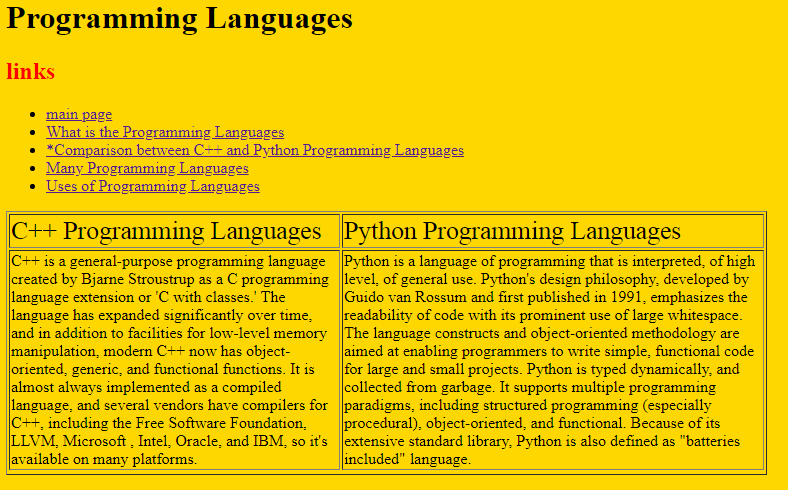 Programming Languages
links
main page
What is the Programming Languages
*Comparison between C++ and Python Programming Languages
Many Programming Languages
Uses of Programming Languages
C++ Programming Languages
Python Programming Languages
C++ is a general-purpose programming language
created by Bjarne Stroustrup as a C programming
language extension or 'C with classes.' The
language has expanded significantly over time,
and in addition to facilities for low-level memory
manipulation, modern C++ now has object-
oriented, generic, and functional functions. It is
almost always implemented as a compiled
language, and several vendors have compilers for
C++, including the Free Software Foundation,
LLVM, Microsoft , Intel, Oracle, and IBM, so it's
available on many platforms.
Python is a language of programming that is interpreted, of high
level, of general use. Python's design philosophy, developed by
Guido van Rossum and first published in 1991, emphasizes the
readability of code with its prominent use of large whitespace.
The language constructs and object-oriented methodology are
aimed at enabling programmers to write simple, functional code
for large and small projects. Python is typed dynamically, and
collected from garbage. It supports multiple programming
paradigms, including structured programming (especially
procedural), object-oriented, and functional. Because of its
extensive standard library, Python is also defined as "batteries
included" language.